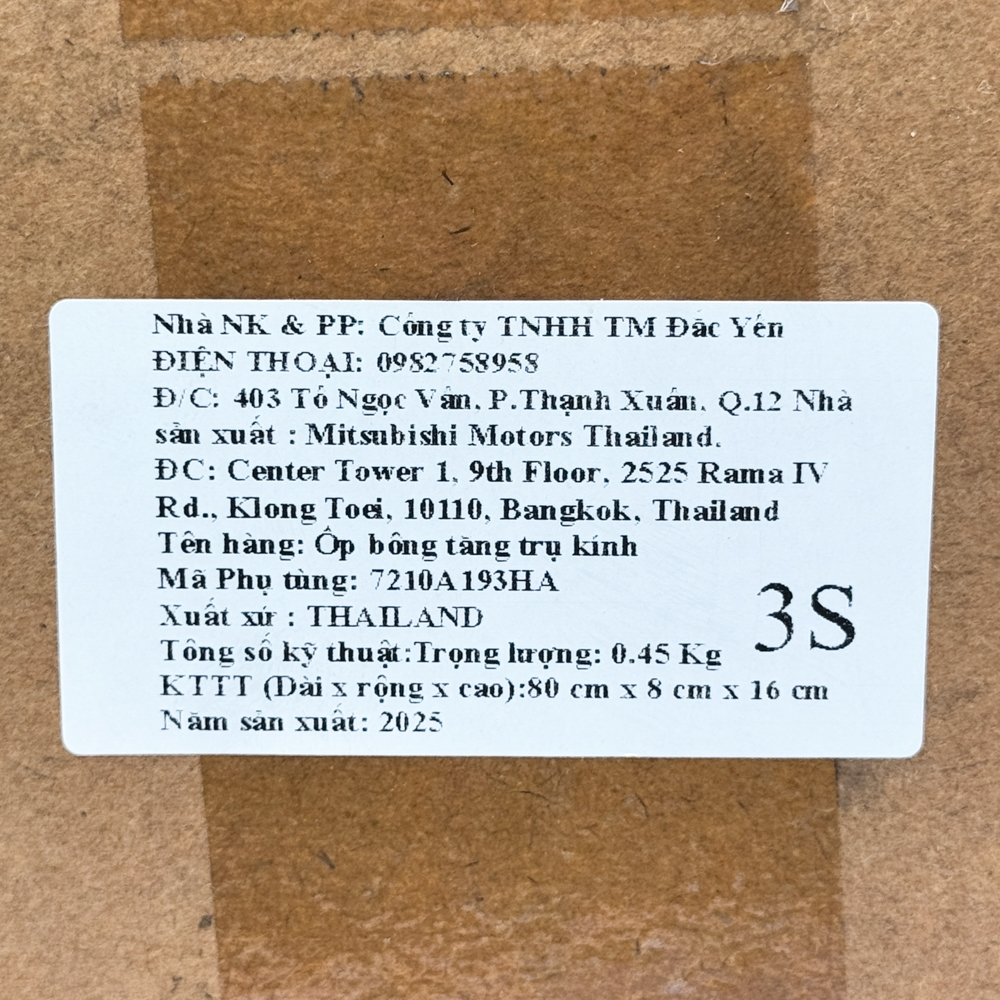 Nhà NK & PP: Công ty TNHH TM Đắc Yến
ĐIỆN THOẠI: 0982758958
Đ/C: 403 Tô Ngọc Vân, P.Thạnh Xuân, Q.12 Nhà
sản xuất : Mitsubishi Motors Thailand.
ĐC: Center Tower 1, 9th Floor, 2525 Rama IV
Rd., Klong Toei, 10110, Bangkok, Thailand
Tên hàng: Ốp bông tăng trụ kính
Mã Phụ tùng: 7210A193HA
Xuất xứ : THAILAND
3S
Tông số kỹ thuật:Trọng lượng: 0.45 Kg
KTTT (Dài x rộng x cao):80 cm x 8 cm x 16 cm
Năm sản xuất: 2025